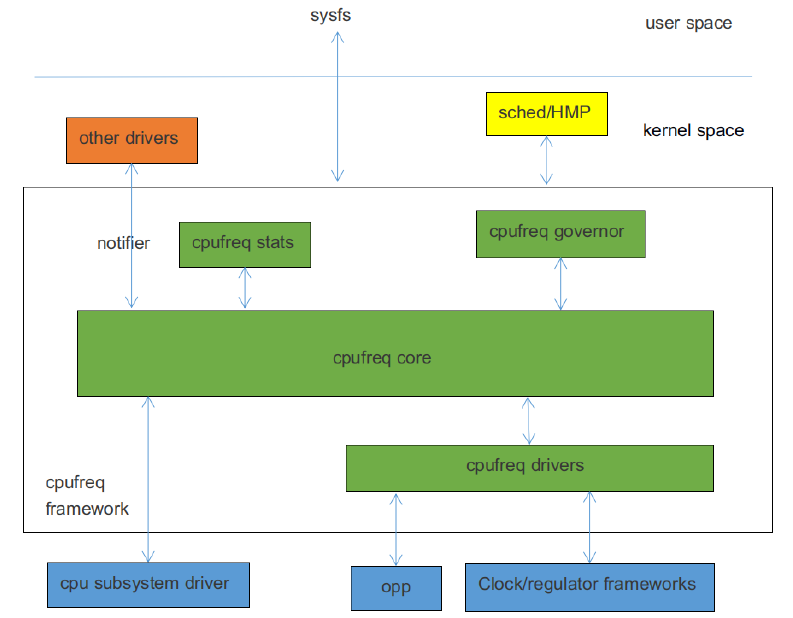 sysfs
user space
sched/HMP
other drivers
kernel space
cpufreq governor
notifier
cpufreq stats
cpufreq core
cpufreq drivers
cpufreq
framework
cpu subsystem driver
opp
Clock/regulator frameworks